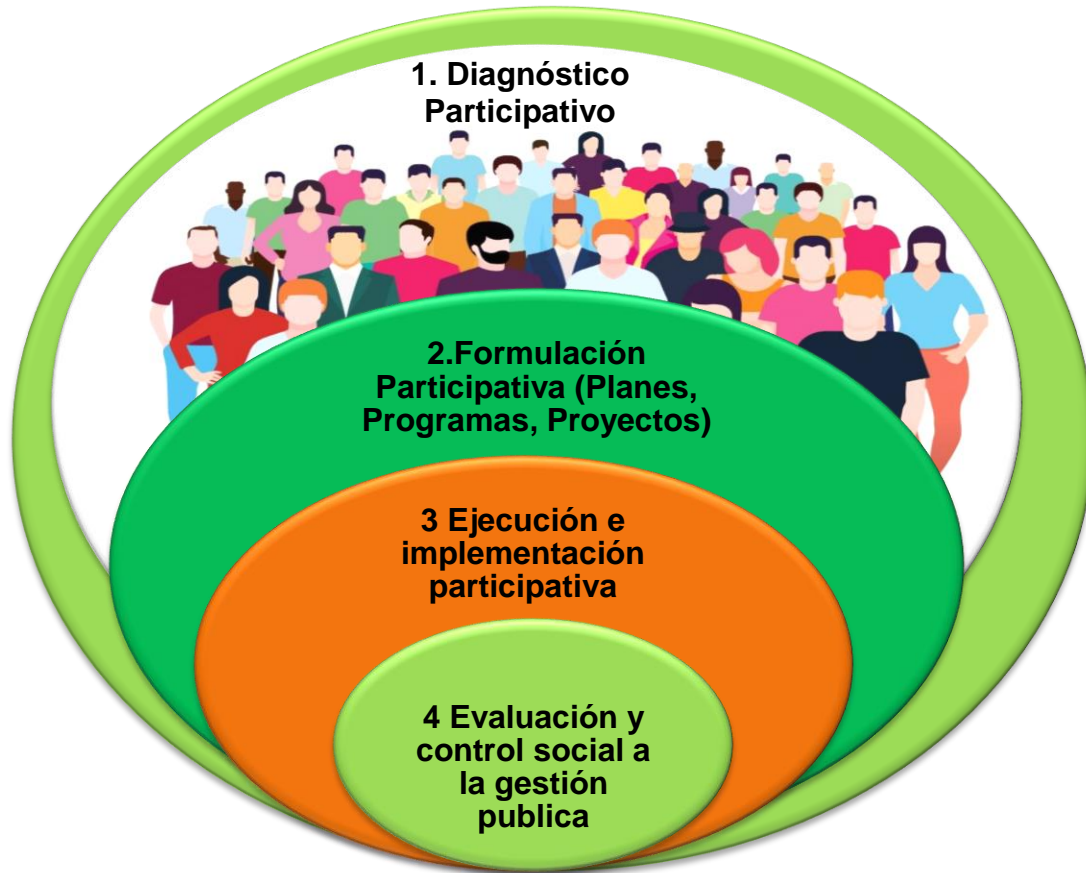 1. Diagnóstico
Participativo
2.Formulación
Participativa (Planes,
Programas, Proyectos)
3 Ejecución e
implementación
participativa
4 Evaluación y
control social a
la gestión
publica